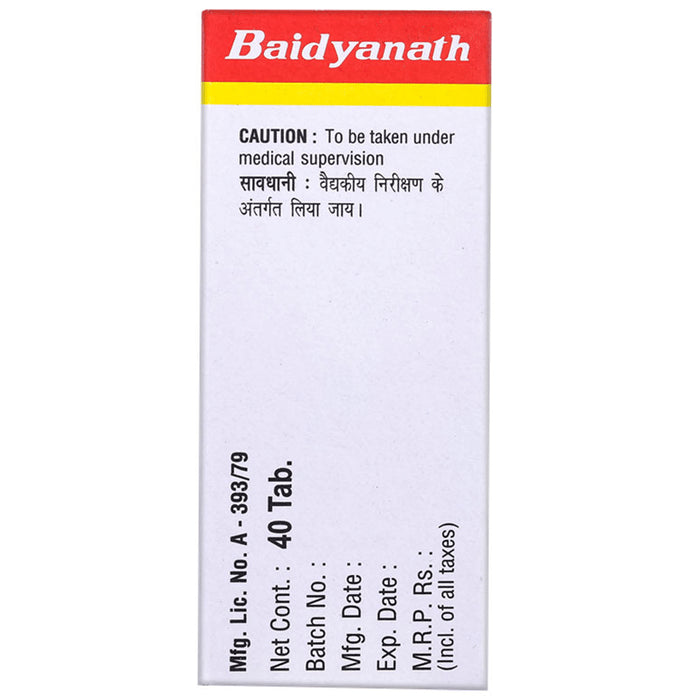 Baidyanath
CAUTION : To be taken under
medical supervision
सावधानी : वैद्यकीय निरीक्षण के
अंतर्गत लिया जाय।
Mfg. Lic. No. A - 393/79
Net Cont. : 40 Tab.
Batch No. :
Mfg. Date :
Exp. Date :
M.R.P. Rs. :
(Incl. of all taxes)